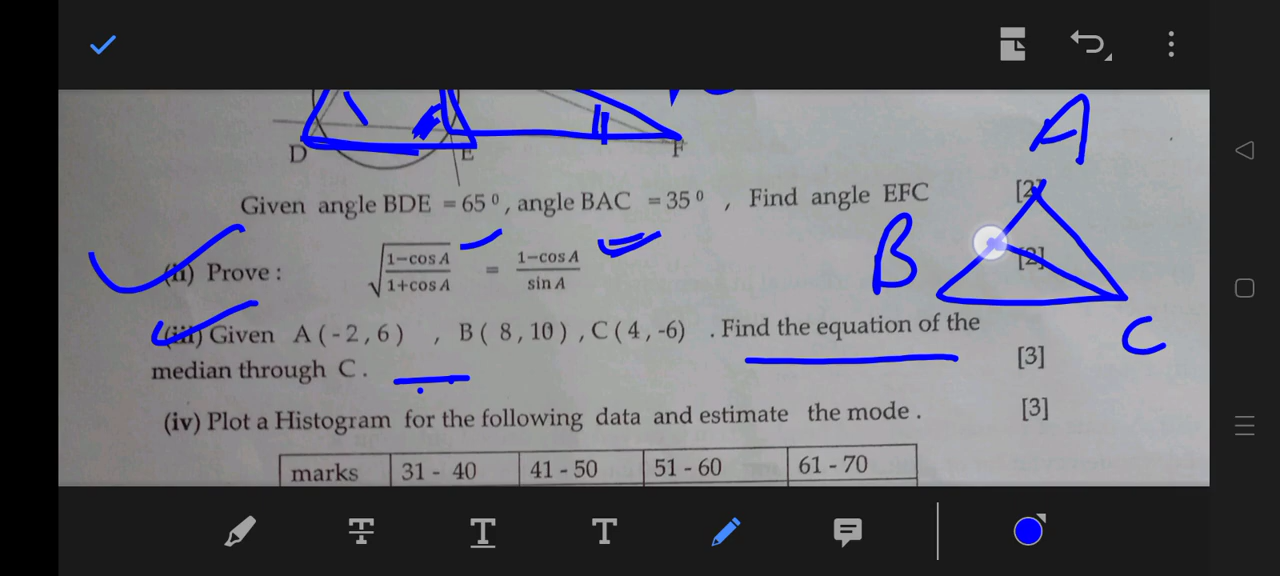 A
D E F
Given angle BDE = 65⁰, angle BAC = 35⁰ , Find angle EFC [2]
B
(ii) Prove : √(1−cos A / 1+cos A) = 1−cos A / sin A [2]
(iii) Given A ( - 2 , 6 ) , B ( 8 , 10 ) , C ( 4 , -6 ) . Find the equation of the
C
median through C . [3]
(iv) Plot a Histogram for the following data and estimate the mode . [3]
marks 31 - 40 41 - 50 51 - 60 61 - 70
T T T